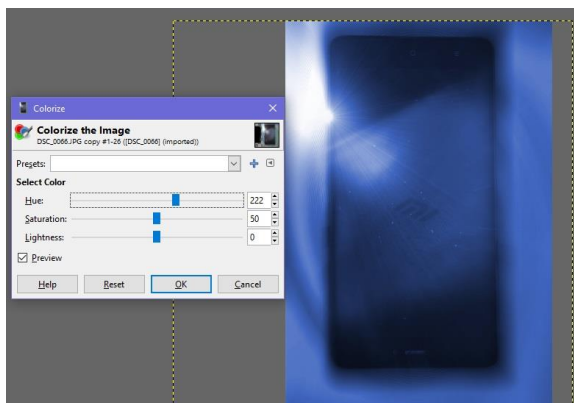 Colorize
Colorize the Image
DSC_0066.JPG copy #1-26 ([DSC_0066] (imported))
Presets:
Select Color
Hue: 222
Saturation: 50
Lightness: 0
Preview
Help Reset OK Cancel